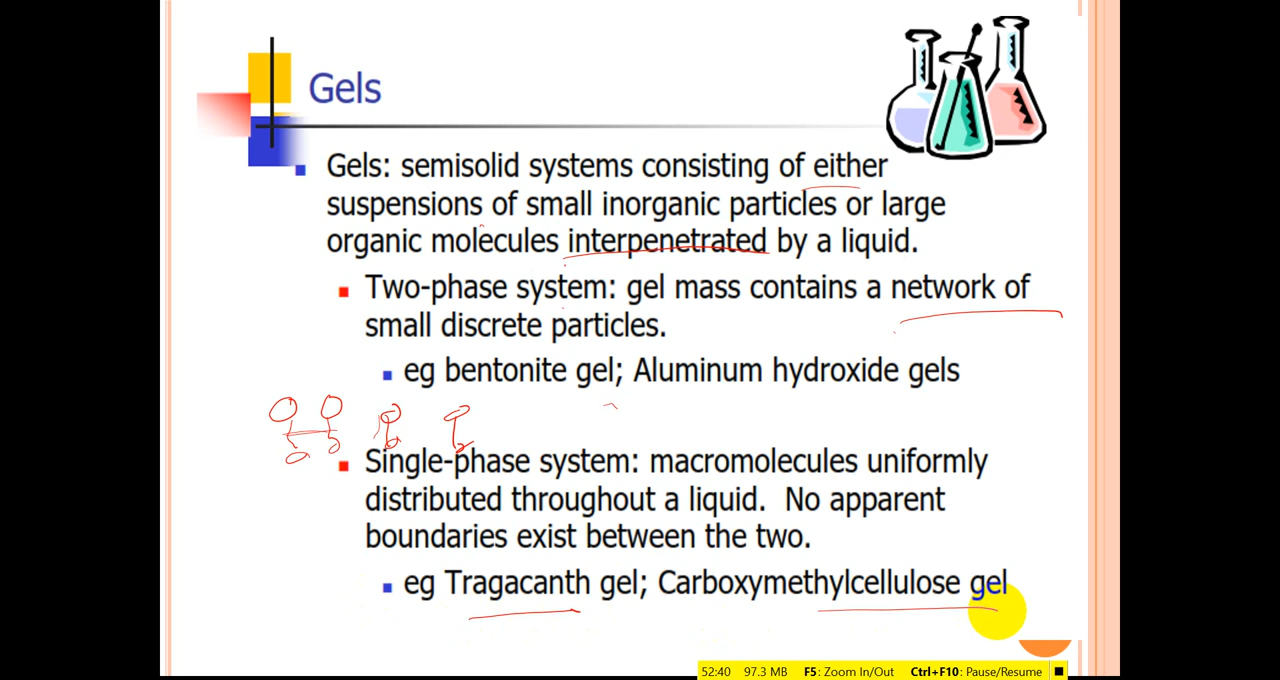 Gels
Gels: semisolid systems consisting of either
suspensions of small inorganic particles or large
organic molecules interpenetrated by a liquid.
Two-phase system: gel mass contains a network of
small discrete particles.
eg bentonite gel; Aluminum hydroxide gels
Single-phase system: macromolecules uniformly
distributed throughout a liquid. No apparent
boundaries exist between the two.
eg Tragacanth gel; Carboxymethylcellulose gel
52:40 97.3 MB F5: Zoom In/Out Ctrl+F10: Pause/Resume